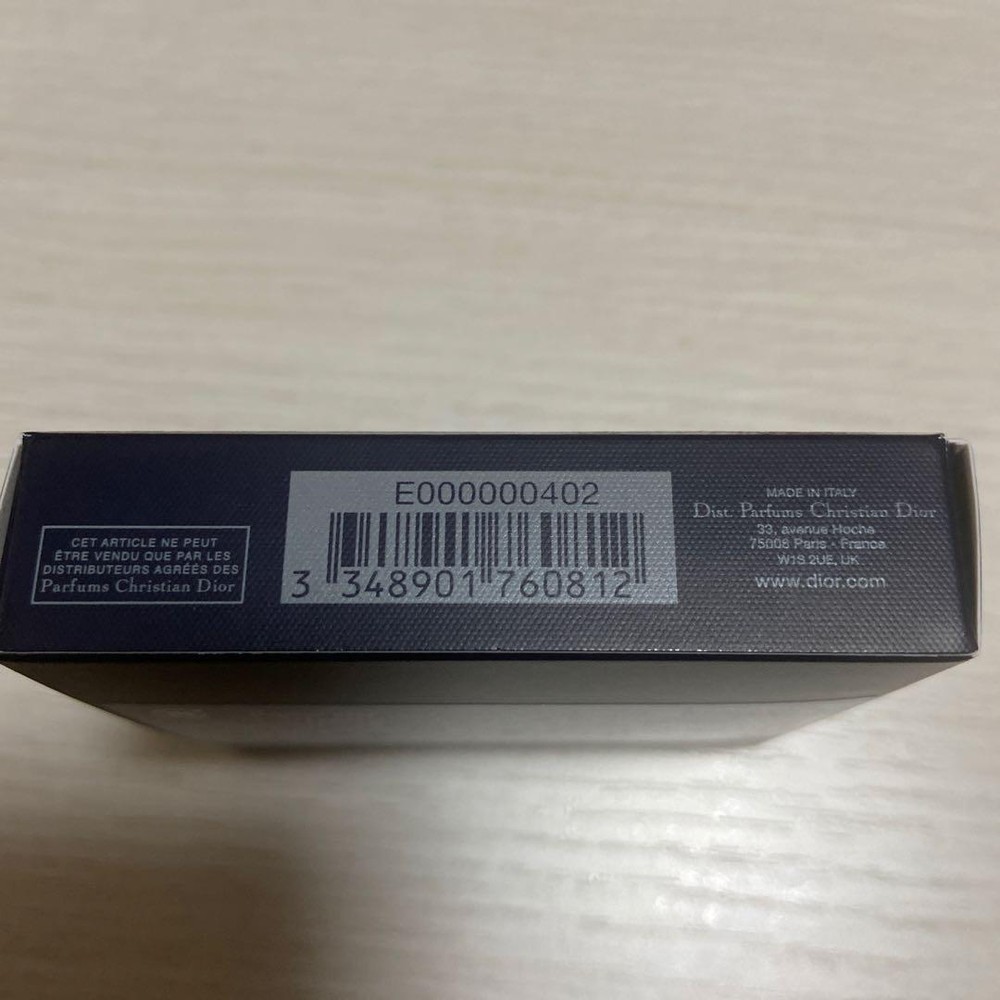 CET ARTICLE NE PEUT
ÊTRE VENDU QUE PAR LES
DISTRIBUTEURS AGRÉÉS DES
Parfums Christian Dior
E000000402
3 348901 760812
MADE IN ITALY
Dist. Parfums Christian Dior
33, avenue Hoche
75008 Paris - France
W1S 2UE, UK
www.dior.com